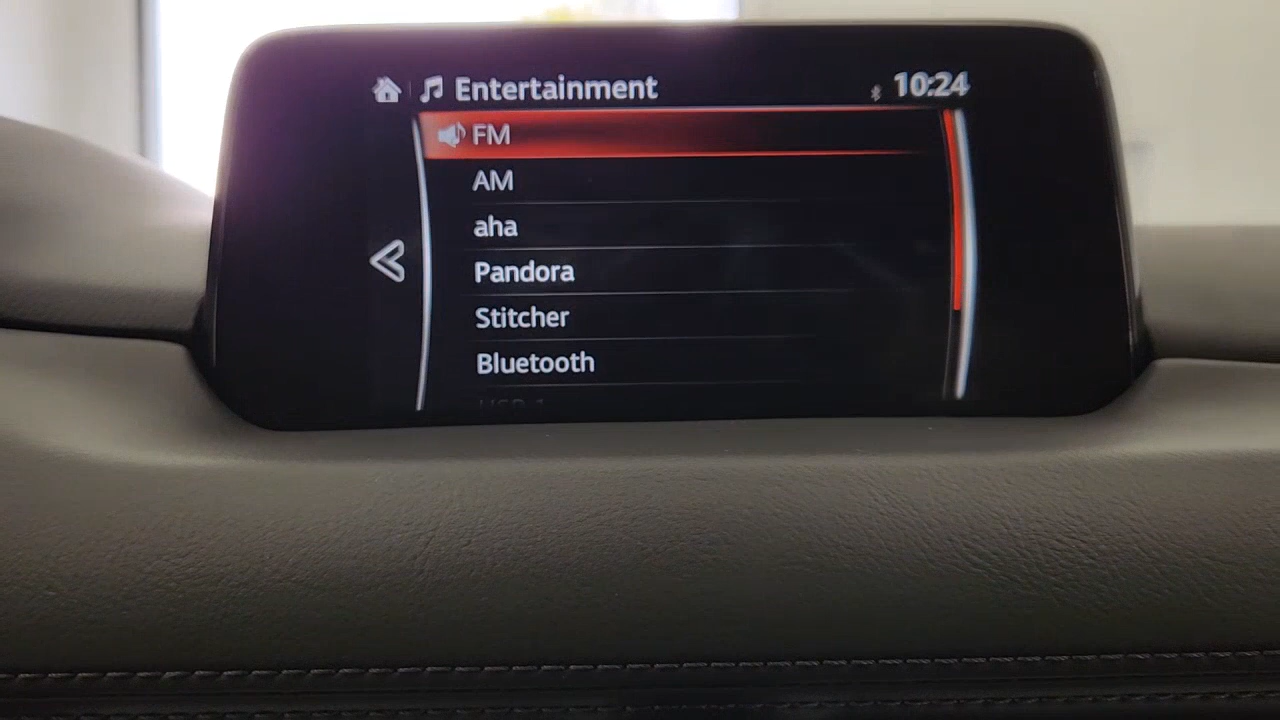 Entertainment 10:24
FM
AM
aha
Pandora
Stitcher
Bluetooth